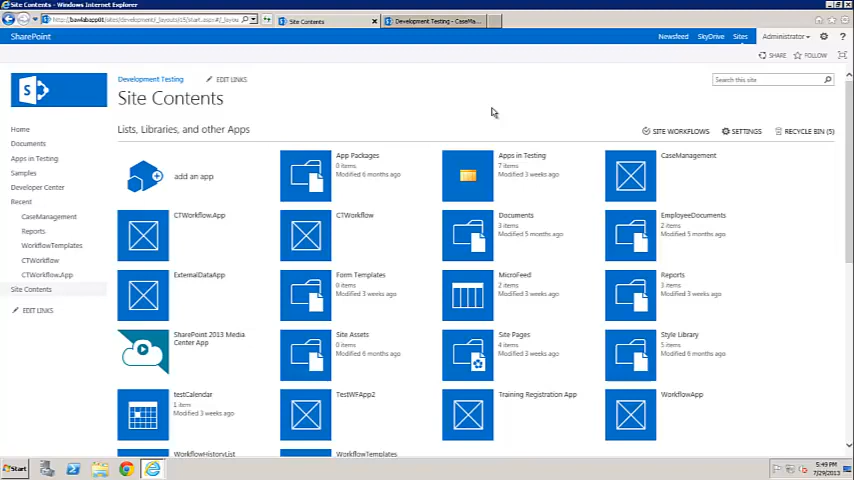 Site Contents - Windows Internet Explorer
Site Contents
Development Testing - CaseMa...
SharePoint
Newsfeed
SkyDrive
Sites
Administrator
?
SHARE
FOLLOW
S
Development Testing
EDIT LINKS
Site Contents
Search this site
Home
Documents
Apps in Testing
Samples
Developer Center
Recent
CaseManagement
Reports
WorkflowTemplates
CTWorkflow
CTWorkflow.App
Site Contents
EDIT LINKS
Lists, Libraries, and other Apps
SITE WORKFLOWS
SETTINGS
RECYCLE BIN (5)
add an app
App Packages
0 items
Modified 6 months ago
Apps in Testing
7 items
Modified 3 weeks ago
CaseManagement
CTWorkflow.App
CTWorkflow
Documents
3 items
Modified 5 months ago
EmployeeDocuments
2 items
Modified 3 weeks ago
ExternalDataApp
Form Templates
0 items
Modified 3 weeks ago
MicroFeed
2 items
Modified 3 weeks ago
Reports
3 items
Modified 3 weeks ago
SharePoint 2013 Media
Center App
Site Assets
0 items
Modified 6 months ago
Site Pages
4 items
Modified 3 weeks ago
Style Library
5 items
Modified 6 months ago
testCalendar
1 item
Modified 3 weeks ago
TestWFApp2
Training Registration App
WorkflowApp
WorkflowHistoryList
WorkflowTemplates
Start
5:49 PM
7/29/2013